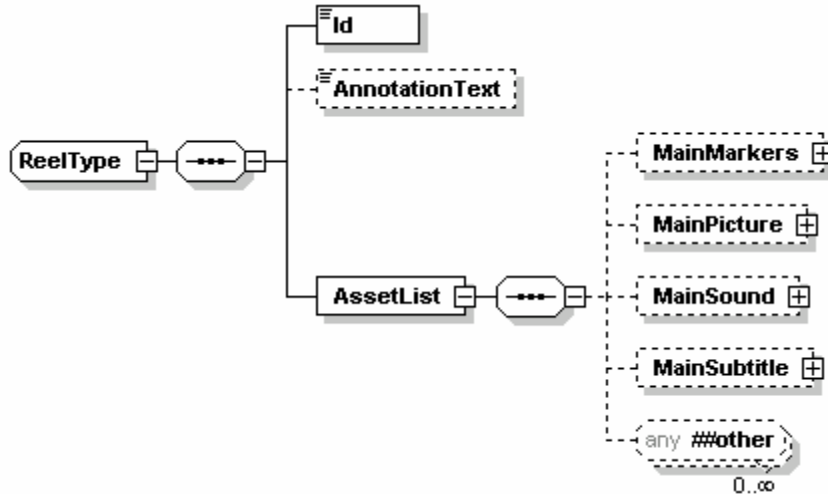 Id
AnnotationText
ReelType
MainMarkers
MainPicture
AssetList
MainSound
MainSubtitle
any ##other
0..∞